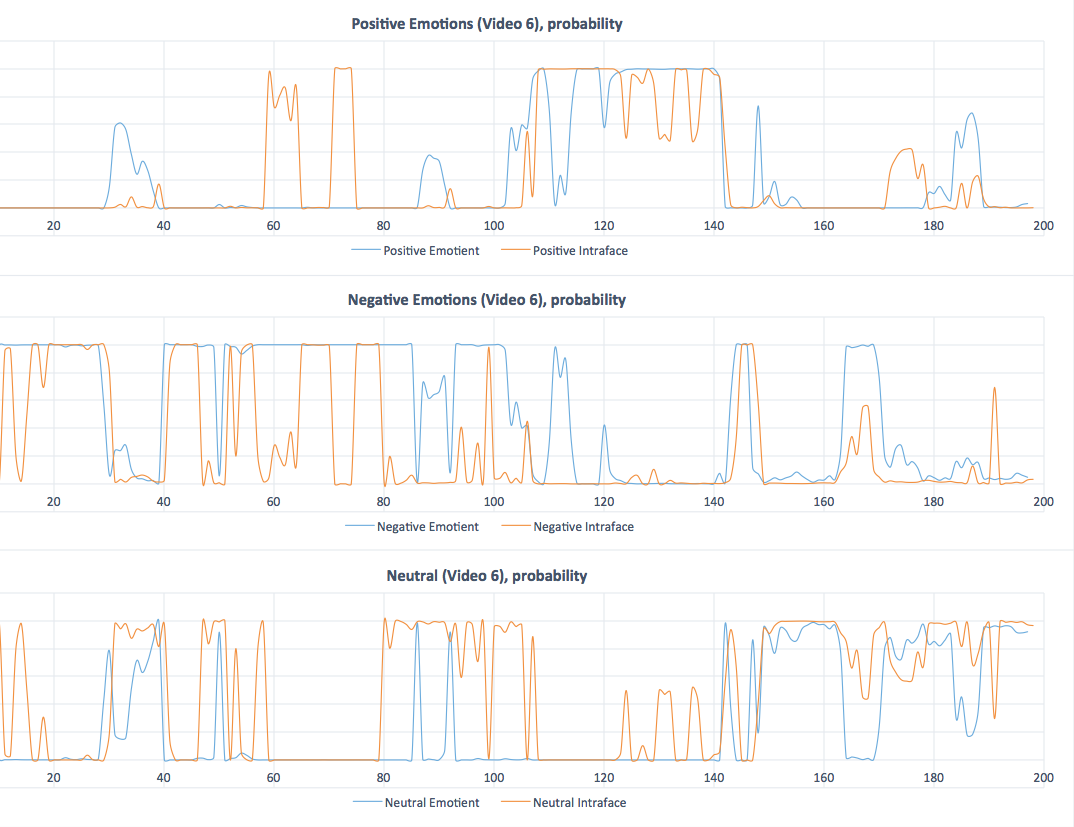 Positive Emotions (Video 6), probability
20 40 60 80 100 120 140 160 180 200
Positive Emotient Positive Intraface
Negative Emotions (Video 6), probability
20 40 60 80 100 120 140 160 180 200
Negative Emotient Negative Intraface
Neutral (Video 6), probability
20 40 60 80 100 120 140 160 180 200
Neutral Emotient Neutral Intraface